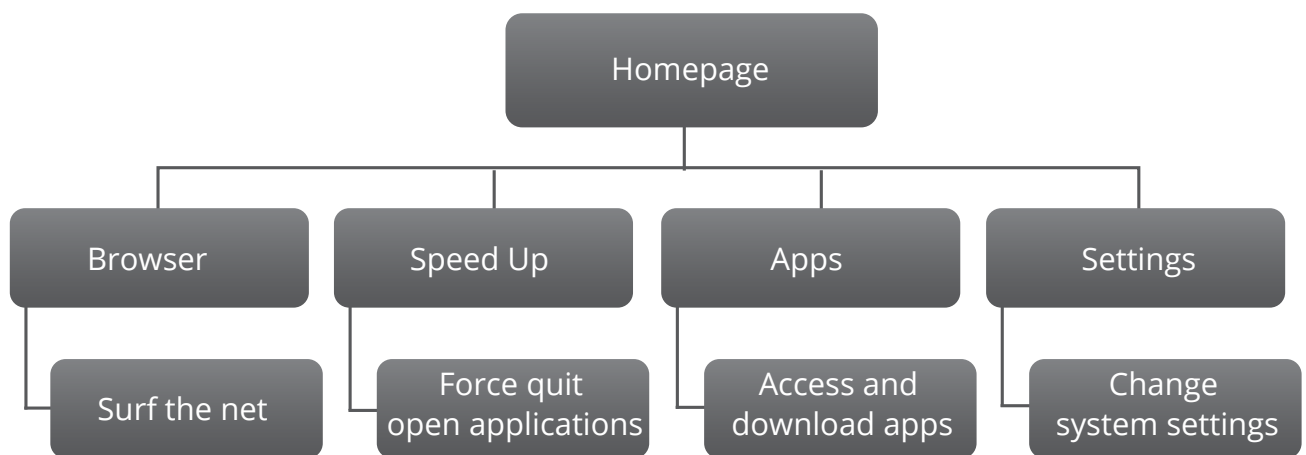 Homepage
Browser
Speed Up
Apps
Settings
Surf the net
Force quit
open applications
Access and
download apps
Change
system settings